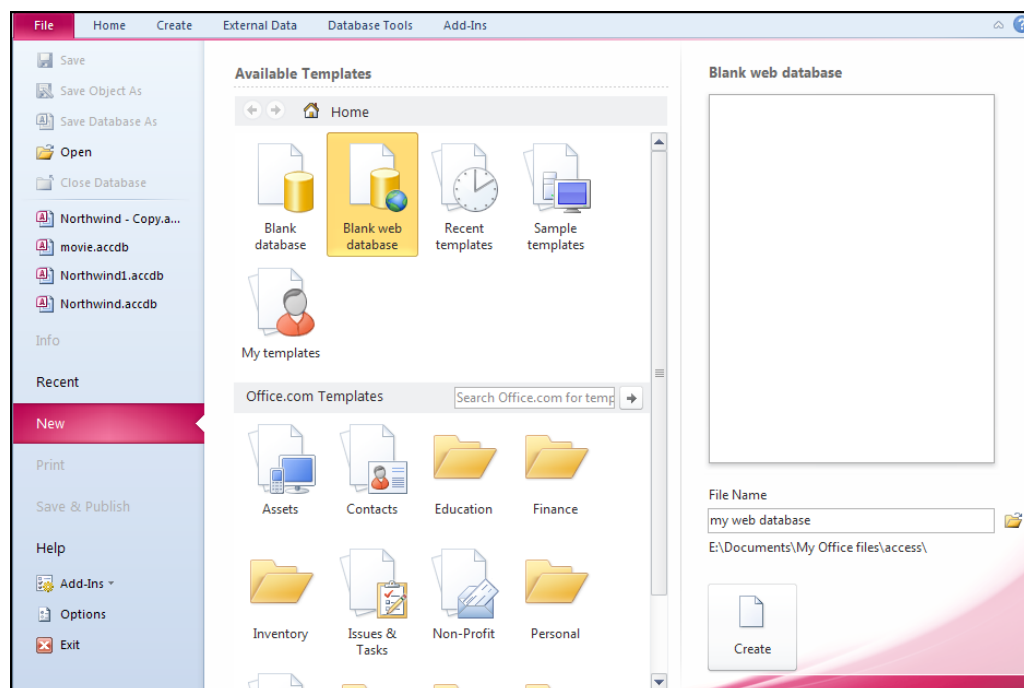 File Home Create External Data Database Tools Add-Ins
Save
Save Object As
Save Database As
Open
Close Database
Northwind - Copy.a...
movie.accdb
Northwind1.accdb
Northwind.accdb
Info
Recent
New
Print
Save & Publish
Help
Add-Ins
Options
Exit
Available Templates
Home
Blank
database
Blank web
database
Recent
templates
Sample
templates
My templates
Office.com Templates
Search Office.com for temp
Assets
Contacts
Education
Finance
Inventory
Issues &
Tasks
Non-Profit
Personal
Blank web database
File Name
my web database
E:\Documents\My Office files\access\
Create